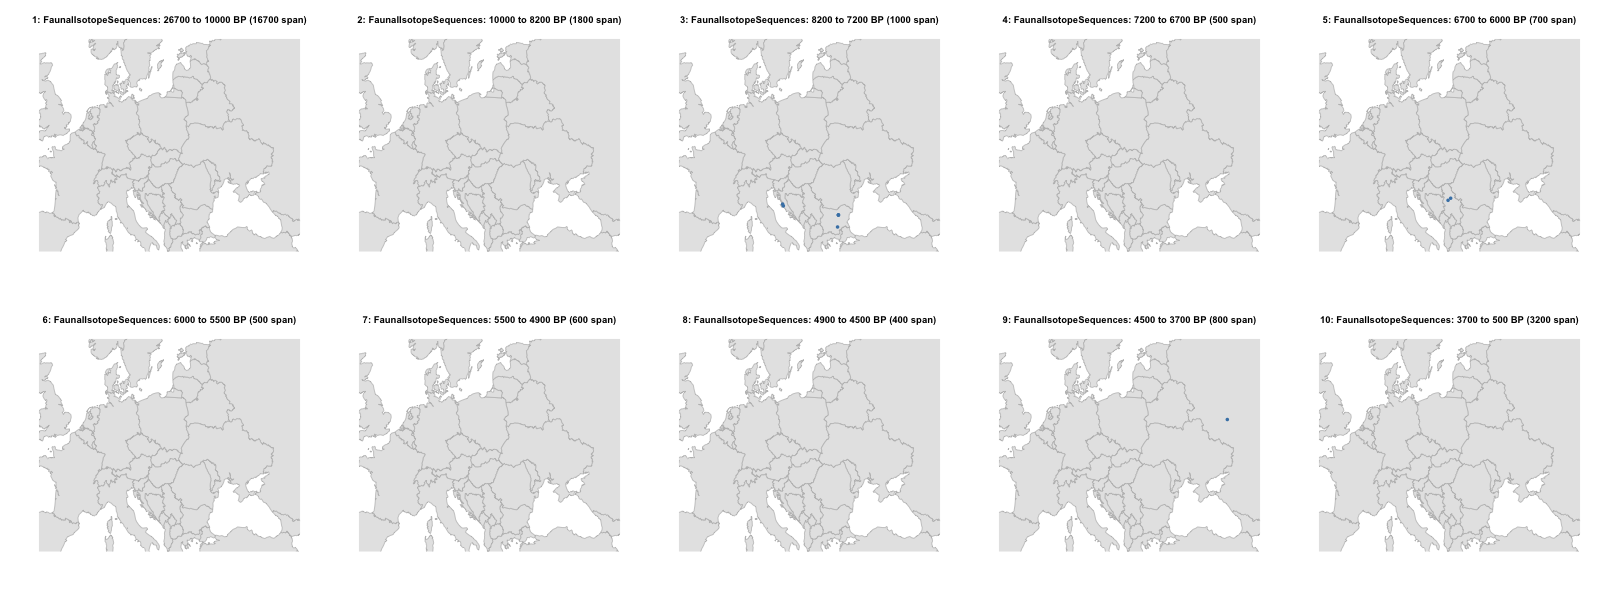 1: FaunalIsotopeSequences: 26700 to 10000 BP (16700 span)
2: FaunalIsotopeSequences: 10000 to 8200 BP (1800 span)
3: FaunalIsotopeSequences: 8200 to 7200 BP (1000 span)
4: FaunalIsotopeSequences: 7200 to 6700 BP (500 span)
5: FaunalIsotopeSequences: 6700 to 6000 BP (700 span)
6: FaunalIsotopeSequences: 6000 to 5500 BP (500 span)
7: FaunalIsotopeSequences: 5500 to 4900 BP (600 span)
8: FaunalIsotopeSequences: 4900 to 4500 BP (400 span)
9: FaunalIsotopeSequences: 4500 to 3700 BP (800 span)
10: FaunalIsotopeSequences: 3700 to 500 BP (3200 span)